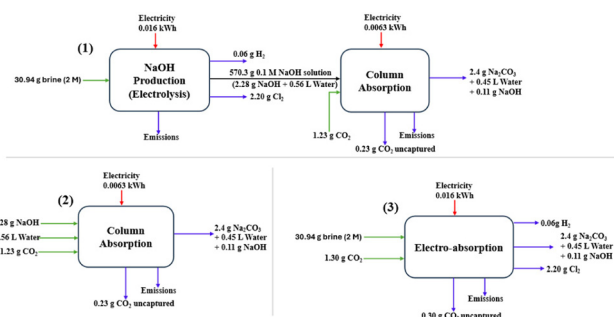 Electricity
0.016 kWh
Electricity
0.0063 kWh
(1)
NaOH
Production
(Electrolysis)
30.94 g brine (2 M)
0.06 g H₂
570.3 g 0.1 M NaOH solution
(2.28 g NaOH + 0.56 L Water)
2.20 g Cl₂
Emissions
Column
Absorption
1.23 g CO₂
2.4 g Na₂CO₃
+ 0.45 L Water
+ 0.11 g NaOH
Emissions
0.23 g CO₂ uncaptured
(2)
Electricity
0.0063 kWh
28 g NaOH
56 L Water
1.23 g CO₂
Column
Absorption
2.4 g Na₂CO₃
+ 0.45 L Water
+ 0.11 g NaOH
Emissions
0.23 g CO₂ uncaptured
(3)
Electricity
0.016 kWh
30.94 g brine (2 M)
1.30 g CO₂
Electro-absorption
0.06g H₂
2.4 g Na₂CO₃
+ 0.45 L Water
+ 0.11 g NaOH
2.20 g Cl₂
Emissions
0.30 g CO₂ uncaptured